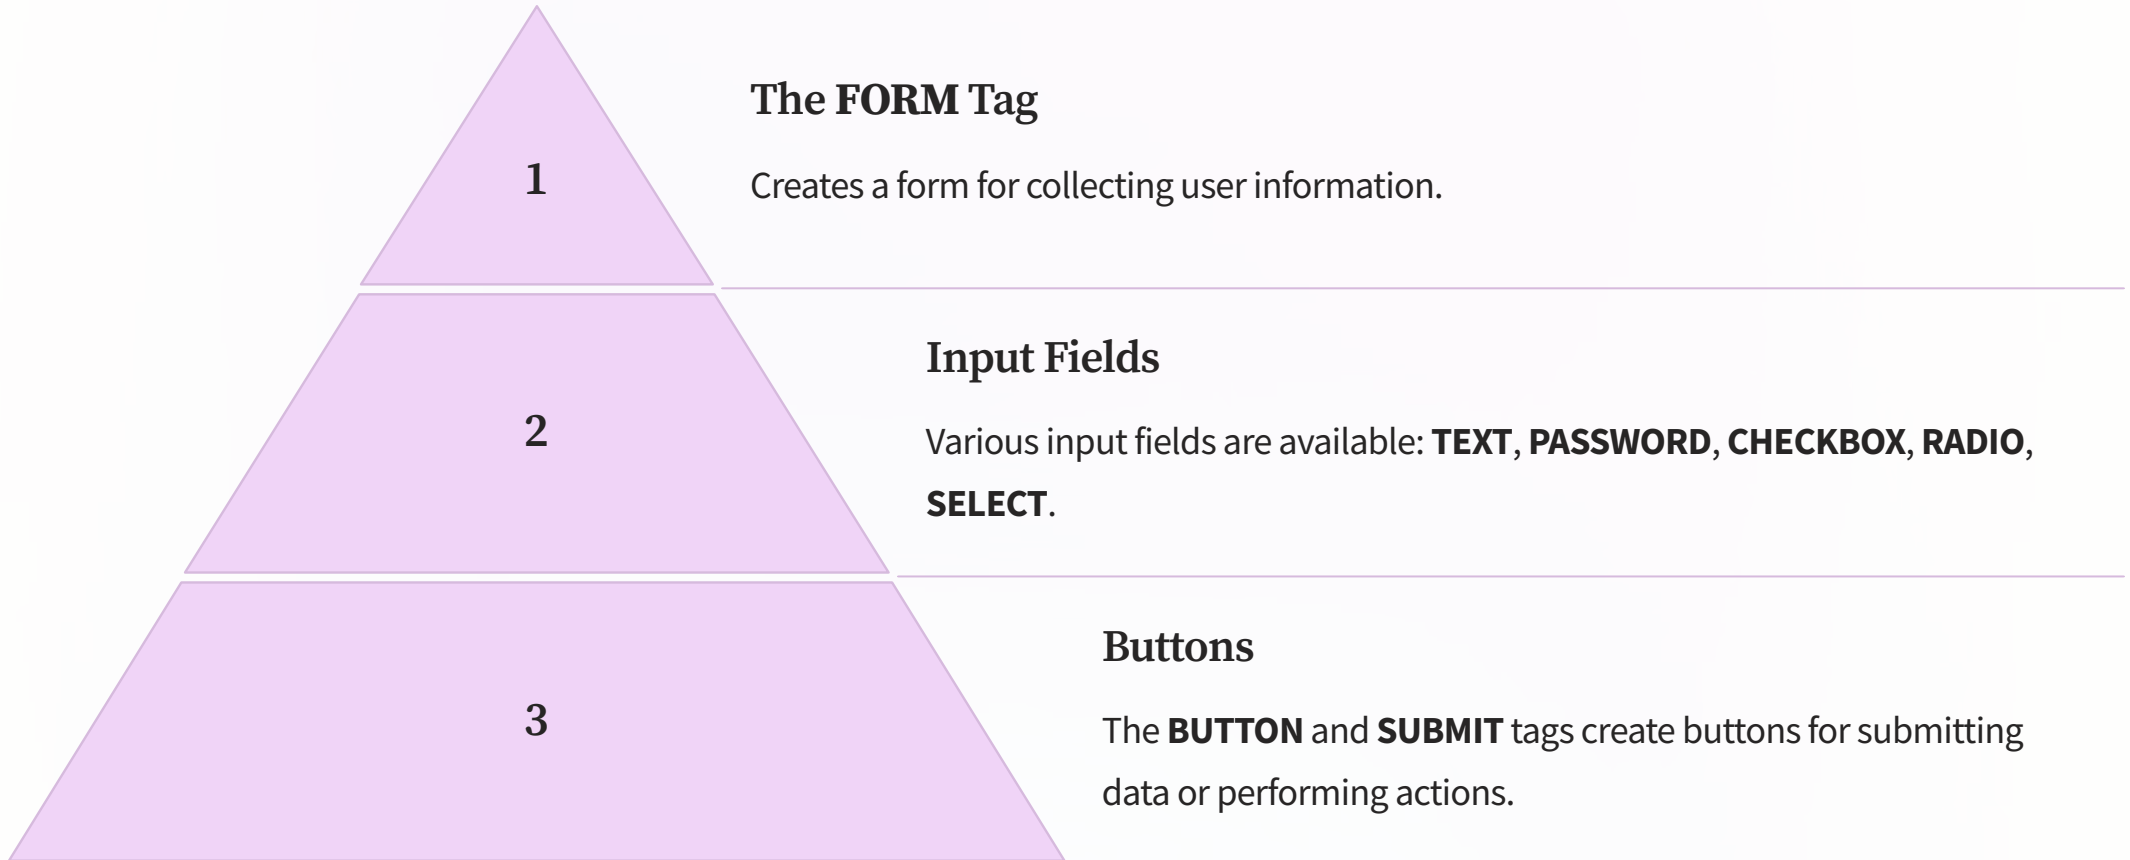 The FORM Tag
1
Creates a form for collecting user information.
Input Fields
2
Various input fields are available: TEXT, PASSWORD, CHECKBOX, RADIO,
SELECT.
Buttons
3
The BUTTON and SUBMIT tags create buttons for submitting
data or performing actions.